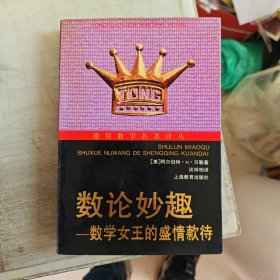 TONG
通俗数学名著译丛
SHULUN MIAOQU
SHUXUE NUWANG DE SHENGQING KUANDAI
[美]阿尔伯特·H·贝勒著
谈祥柏译
上海教育出版社
数论妙趣
——数学女王的盛情款待